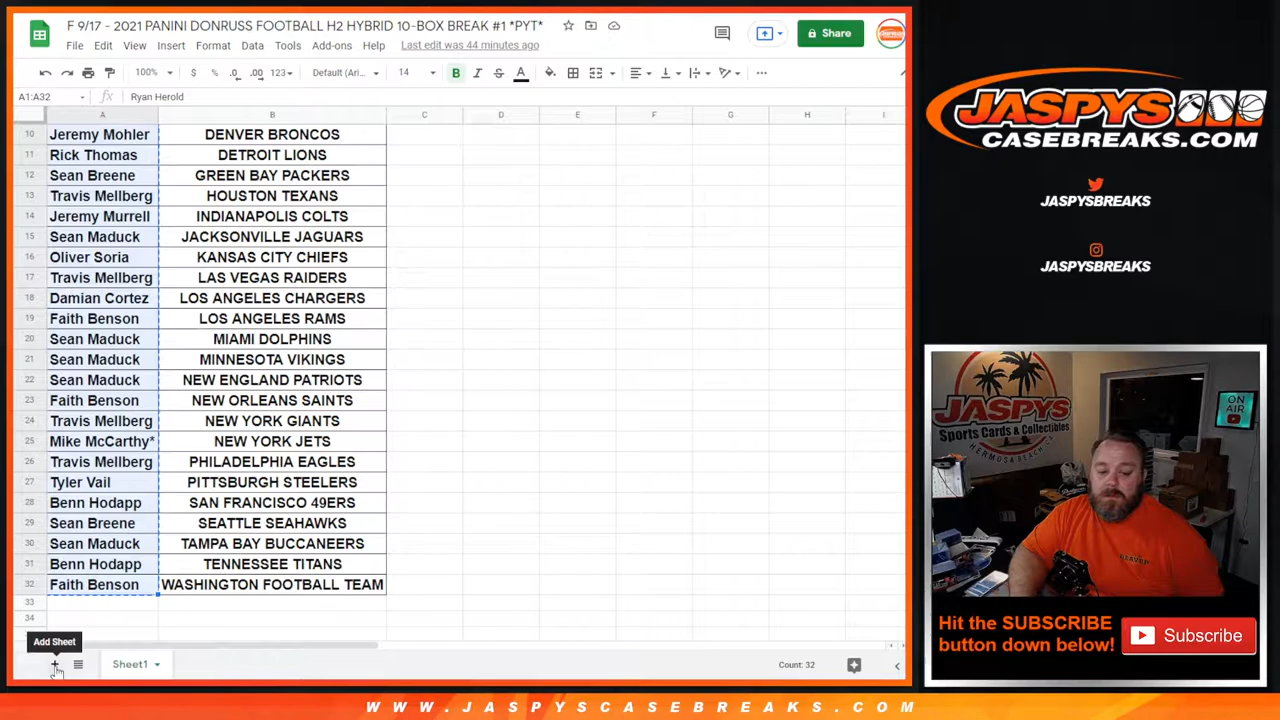 F 9/17 - 2021 PANINI DONRUSS FOOTBALL H2 HYBRID 10-BOX BREAK #1 *PYT*
File Edit View Insert Format Data Tools Add-ons Help Last edit was 44 minutes ago
Share
100% $ % .0 .00 123 Default (Ari... 14 B I S A
A1:A32 fx Ryan Herold
A B C D E F G H I
10 Jeremy Mohler DENVER BRONCOS
11 Rick Thomas DETROIT LIONS
12 Sean Breene GREEN BAY PACKERS
13 Travis Mellberg HOUSTON TEXANS
14 Jeremy Murrell INDIANAPOLIS COLTS
15 Sean Maduck JACKSONVILLE JAGUARS
16 Oliver Soria KANSAS CITY CHIEFS
17 Travis Mellberg LAS VEGAS RAIDERS
18 Damian Cortez LOS ANGELES CHARGERS
19 Faith Benson LOS ANGELES RAMS
20 Sean Maduck MIAMI DOLPHINS
21 Sean Maduck MINNESOTA VIKINGS
22 Sean Maduck NEW ENGLAND PATRIOTS
23 Faith Benson NEW ORLEANS SAINTS
24 Travis Mellberg NEW YORK GIANTS
25 Mike McCarthy* NEW YORK JETS
26 Travis Mellberg PHILADELPHIA EAGLES
27 Tyler Vail PITTSBURGH STEELERS
28 Benn Hodapp SAN FRANCISCO 49ERS
29 Sean Breene SEATTLE SEAHAWKS
30 Sean Maduck TAMPA BAY BUCCANEERS
31 Benn Hodapp TENNESSEE TITANS
32 Faith Benson WASHINGTON FOOTBALL TEAM
33
34
Add Sheet
Sheet1
Count: 32
JASPYS
CASEBREAKS.COM
JASPYSBREAKS
JASPYSBREAKS
JASPYS
Sports Cards & Collectibles
HERMOSA BEACH
ON
AIR
Hit the SUBSCRIBE
button down below!
Subscribe
WWW.JASPYSCASEBREAKS.COM